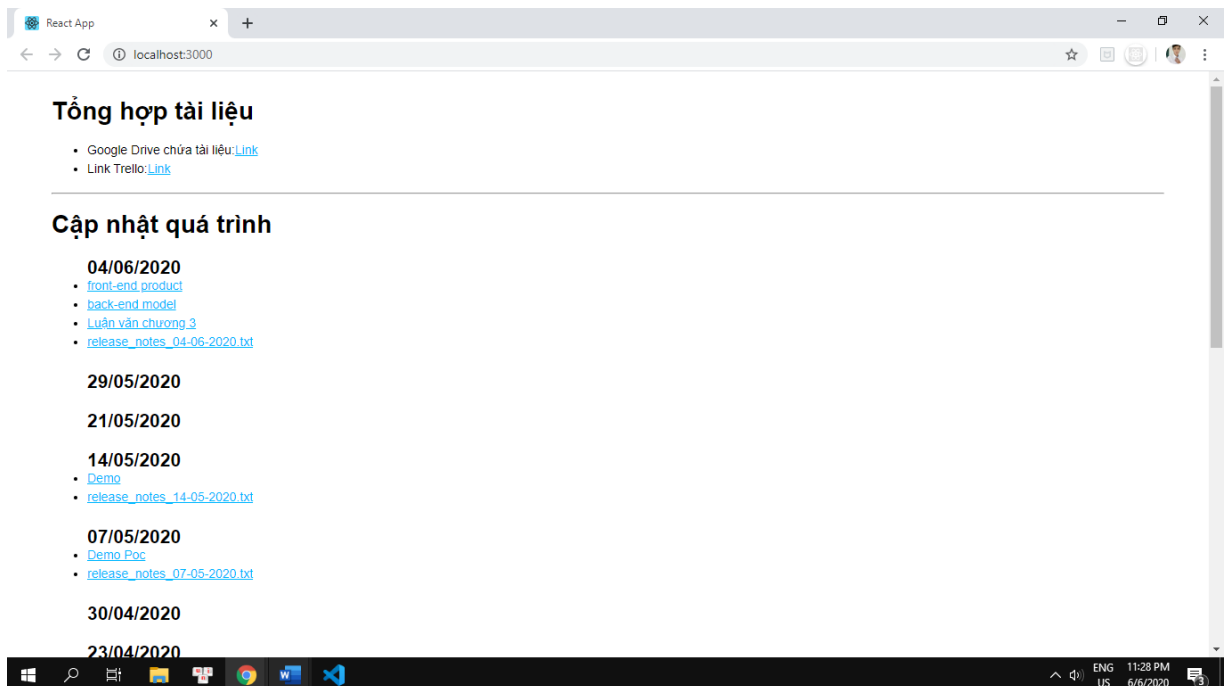 React App
localhost:3000
Tổng hợp tài liệu
Google Drive chứa tài liệu:Link
Link Trello:Link
Cập nhật quá trình
04/06/2020
front-end product
back-end model
Luận văn chương 3
release_notes_04-06-2020.txt
29/05/2020
21/05/2020
14/05/2020
Demo
release_notes_14-05-2020.txt
07/05/2020
Demo Poc
release_notes_07-05-2020.txt
30/04/2020
23/04/2020
ENG 11:28 PM
US 6/6/2020
3